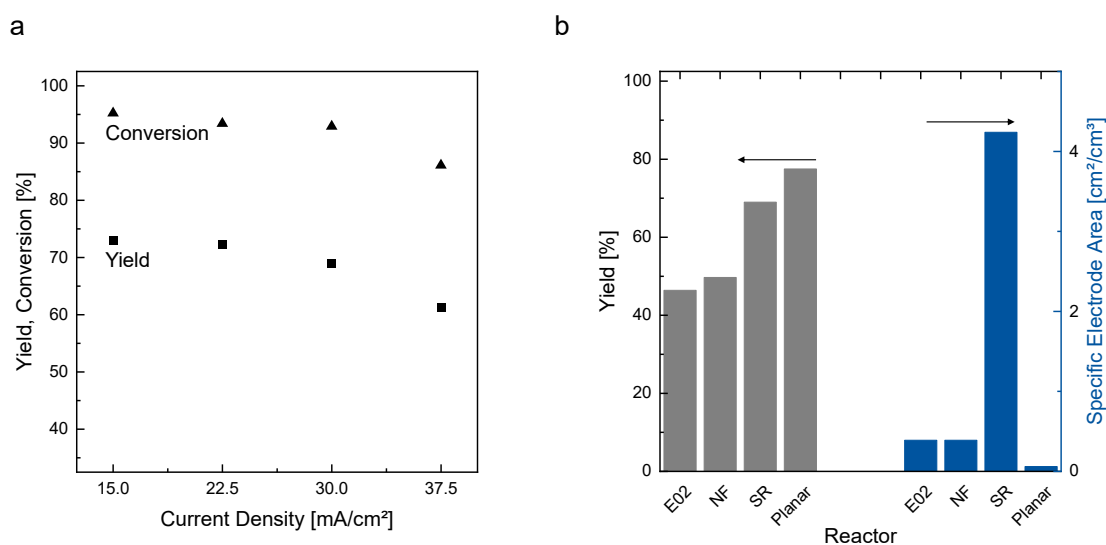 a
Yield, Conversion [%]
100
90
80
70
60
50
40
Conversion
Yield
15.0 22.5 30.0 37.5
Current Density [mA/cm²]
b
Yield [%]
100
80
60
40
20
0
4
2
0
Specific Electrode Area [cm²/cm³]
E02 NF SR Planar E02 NF SR Planar
Reactor